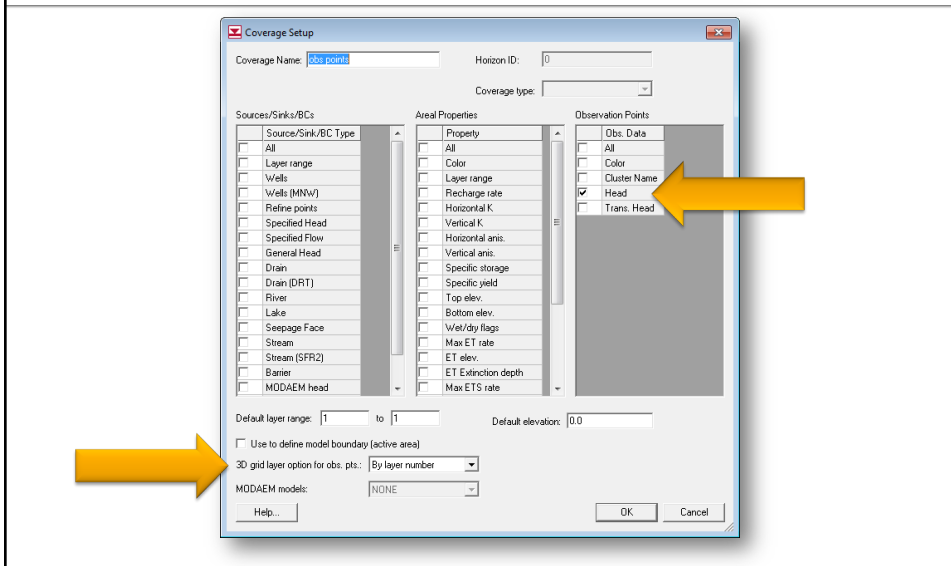 Coverage Setup
Coverage Name: obs points
Horizon ID: 0
Coverage type:
Sources/Sinks/BCs
Source/Sink/BC Type
All
Layer range
Wells
Wells (MNW)
Refine points
Specified Head
Specified Flow
General Head
Drain
Drain (DRT)
River
Lake
Seepage Face
Stream
Stream (SFR2)
Barrier
MODAEM head
Areal Properties
Property
All
Color
Layer range
Recharge rate
Horizontal K
Vertical K
Horizontal anis.
Vertical anis.
Specific storage
Specific yield
Top elev.
Bottom elev.
Wet/dry flags
Max ET rate
ET elev.
ET Extinction depth
Max ETS rate
Observation Points
Obs. Data
All
Color
Cluster Name
Head
Trans. Head
Default layer range: 1 to 1
Default elevation: 0.0
Use to define model boundary (active area)
3D grid layer option for obs. pts.: By layer number
MODAEM models: NONE
Help...
OK
Cancel